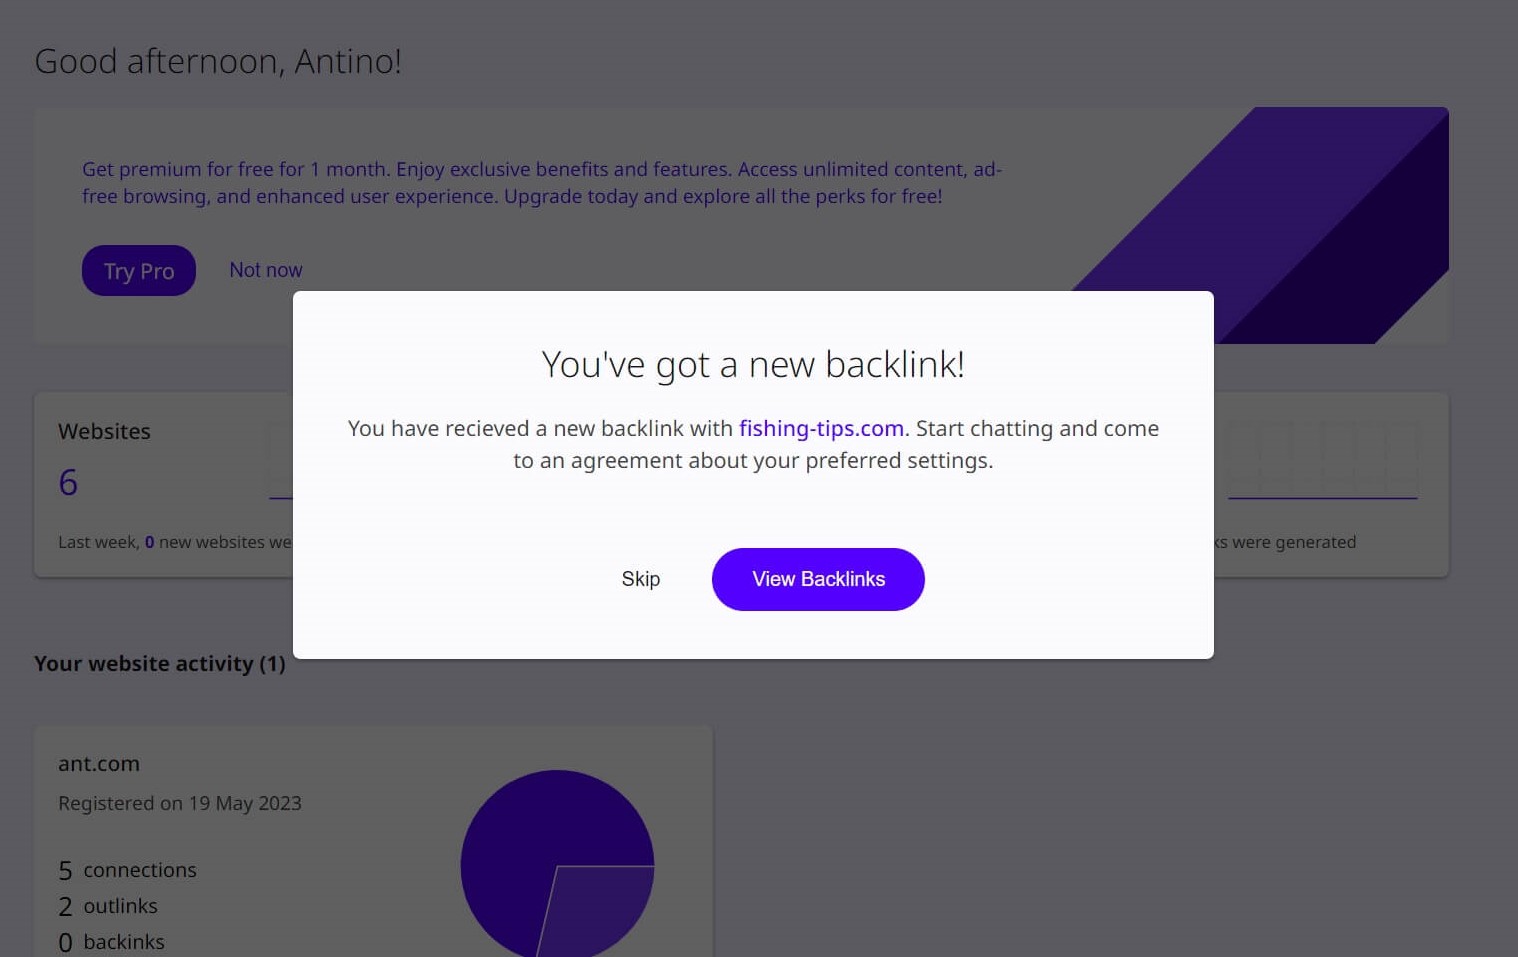 Good afternoon, Antino!
Get premium for free for 1 month. Enjoy exclusive benefits and features. Access unlimited content, ad-
free browsing, and enhanced user experience. Upgrade today and explore all the perks for free!
Try Pro
Not now
You've got a new backlink!
You have recieved a new backlink with fishing-tips.com. Start chatting and come
to an agreement about your preferred settings.
Skip
View Backlinks
Websites
6
Last week, 0 new websites we
were generated
Your website activity (1)
ant.com
Registered on 19 May 2023
5 connections
2 outlinks
0 backinks